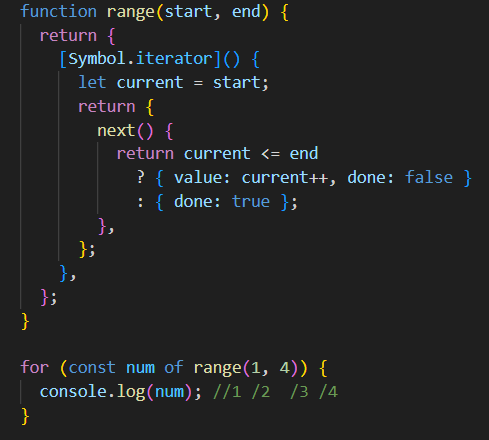 function range(start, end) {
  return {
    [Symbol.iterator]() {
      let current = start;
      return {
        next() {
          return current <= end
            ? { value: current++, done: false }
            : { done: true };
        },
      };
    },
  };
}

for (const num of range(1, 4)) {
  console.log(num); //1 /2  /3 /4
}